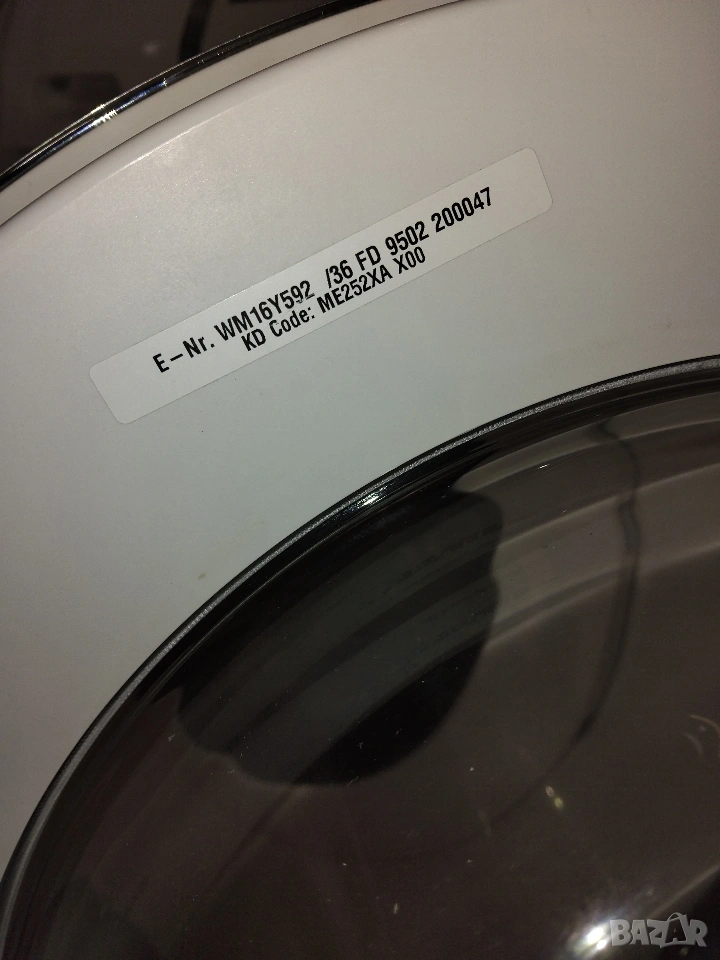 E-Nr. WM16Y592 /36 FD 9502 200047
KD Code: ME252XA X00
BAZAR